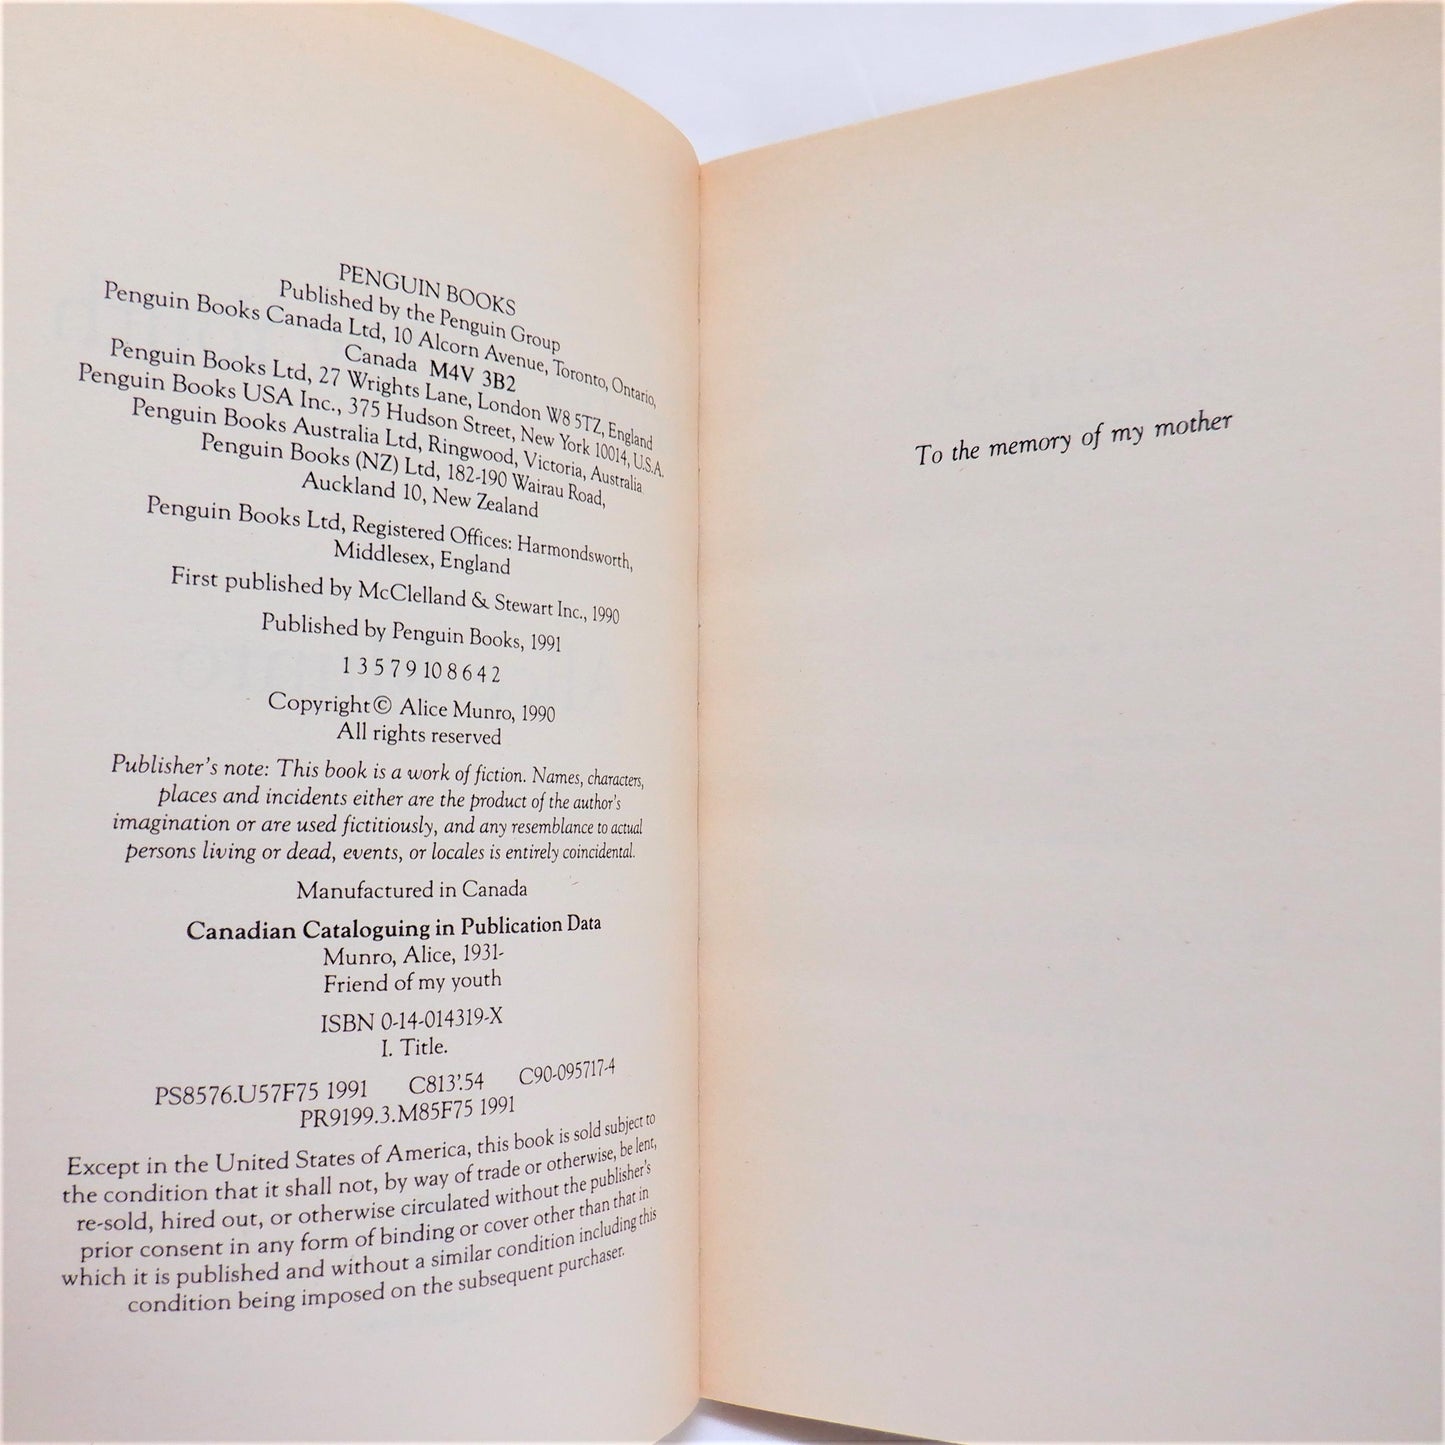 PENGUIN BOOKS
Published by the Penguin Group
Penguin Books Canada Ltd, 10 Alcorn Avenue, Toronto, Ontario,
Canada M4V 3B2
Penguin Books Ltd, 27 Wrights Lane, London W8 5TZ, England
Penguin Books USA Inc., 375 Hudson Street, New York 10014, U.S.A.
Penguin Books Australia Ltd, Ringwood, Victoria, Australia
Penguin Books (NZ) Ltd, 182-190 Wairau Road,
Auckland 10, New Zealand
Penguin Books Ltd, Registered Offices: Harmondsworth,
Middlesex, England
First published by McClelland & Stewart Inc., 1990
Published by Penguin Books, 1991
1 3 5 7 9 10 8 6 4 2
Copyright © Alice Munro, 1990
All rights reserved
Publisher's note: This book is a work of fiction. Names, characters,
places and incidents either are the product of the author's
imagination or are used fictitiously, and any resemblance to actual
persons living or dead, events, or locales is entirely coincidental.
Manufactured in Canada
Canadian Cataloguing in Publication Data
Munro, Alice, 1931-
Friend of my youth
ISBN 0-14-014319-X
I. Title.
PS8576.U57F75 1991 C813'.54 C90-095717-4
PR9199.3.M85F75 1991
Except in the United States of America, this book is sold subject to
the condition that it shall not, by way of trade or otherwise, be lent,
re-sold, hired out, or otherwise circulated without the publisher's
prior consent in any form of binding or cover other than that in
which it is published and without a similar condition including this
condition being imposed on the subsequent purchaser.
To the memory of my mother